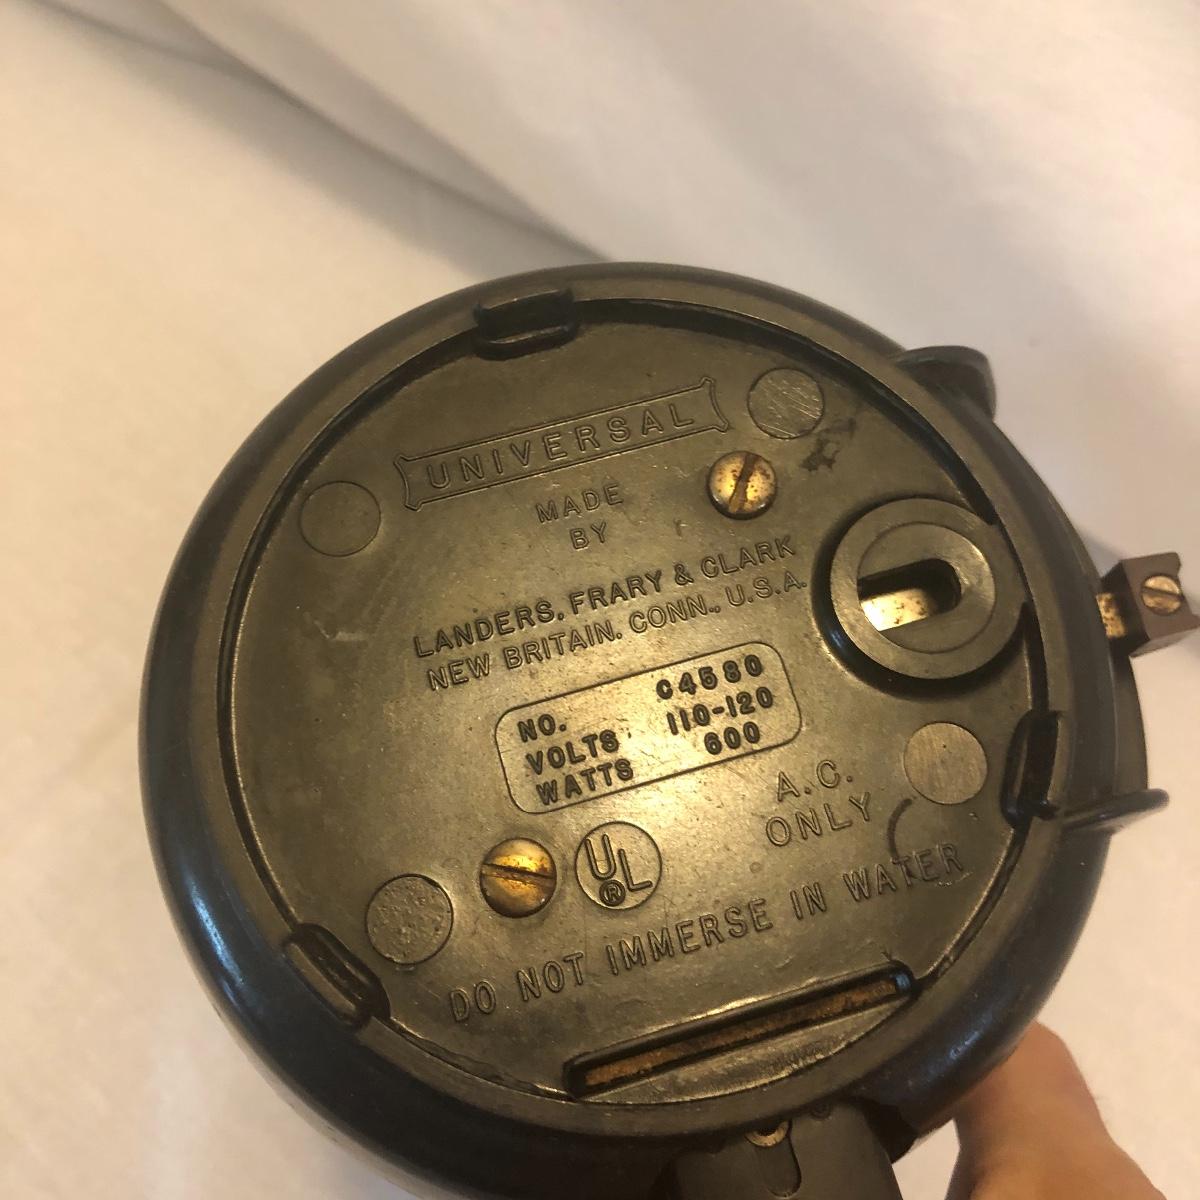 UNIVERSAL
MADE
BY
LANDERS, FRARY & CLARK
NEW BRITAIN, CONN., U.S.A.
NO. C4580
VOLTS 110-120
WATTS 600
A.C.
ONLY
UL
®
DO NOT IMMERSE IN WATER